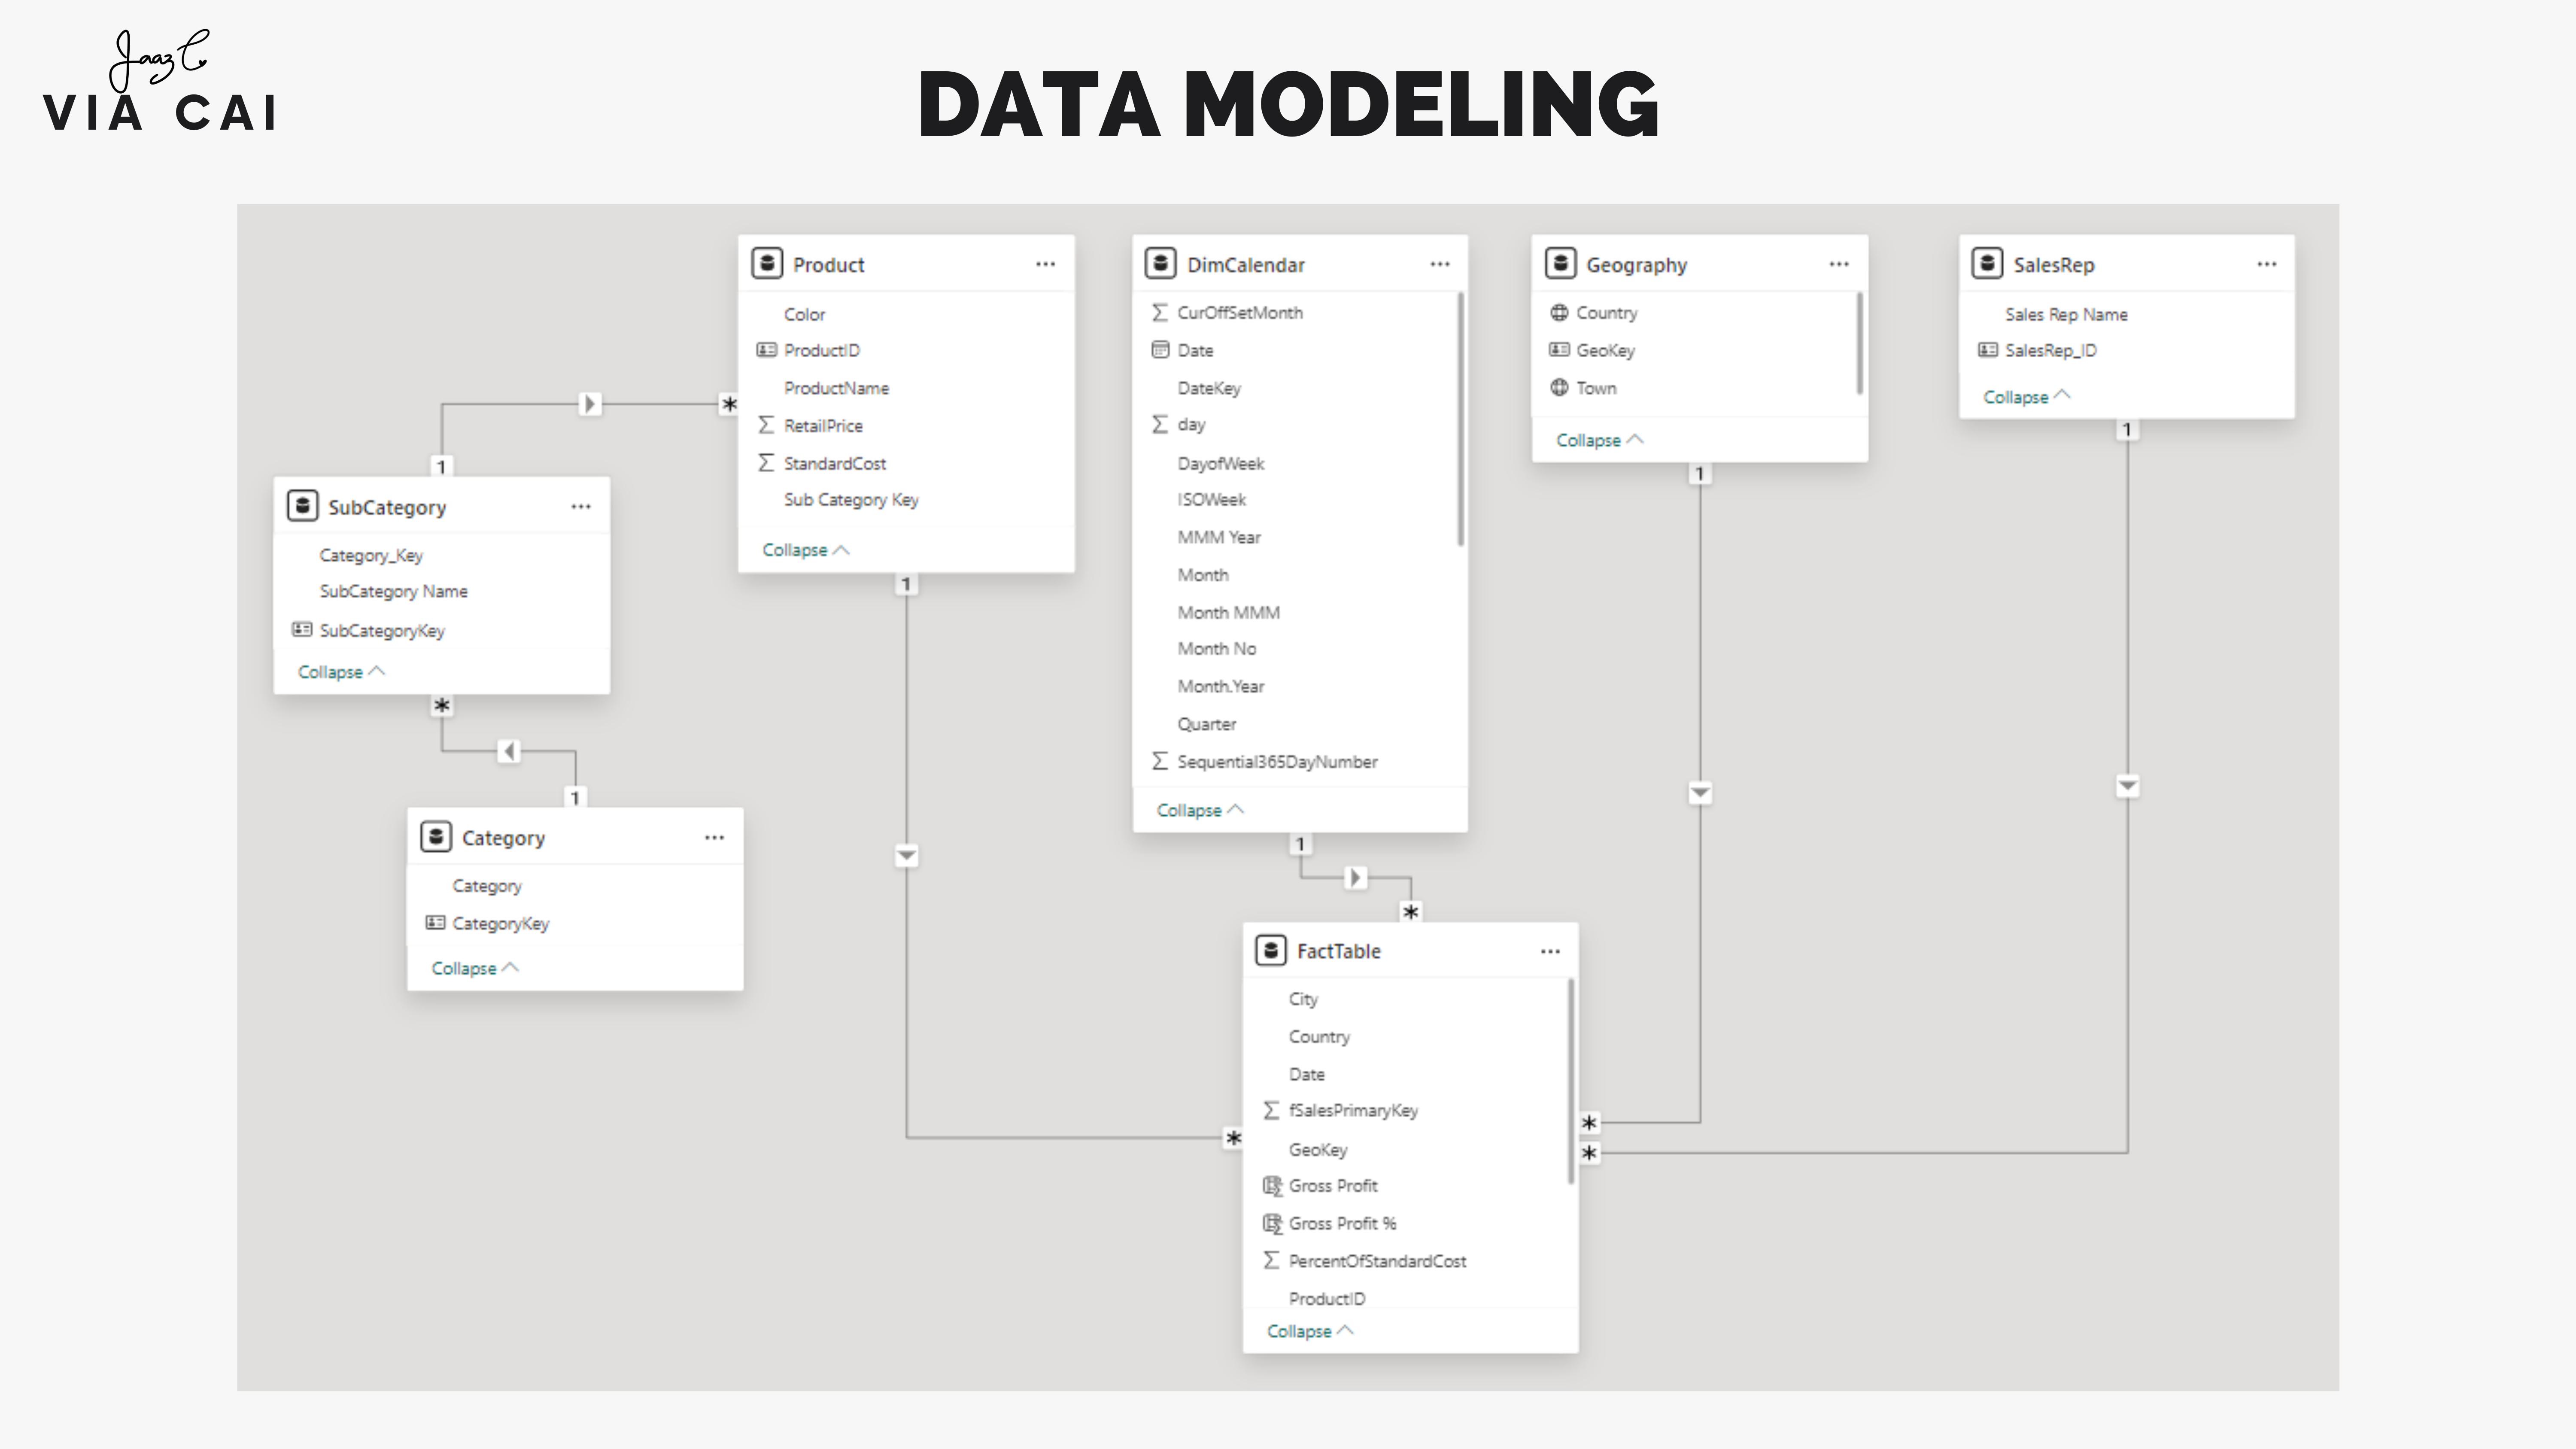 Jaaz C
VIA CAI
DATA MODELING
Product
Color
ProductID
ProductName
RetailPrice
StandardCost
Sub Category Key
Collapse
1
*
DimCalendar
CurOffSetMonth
Date
DateKey
day
DayofWeek
ISOWeek
MMM Year
Month
Month MMM
Month No
Month.Year
Quarter
Sequential365DayNumber
Collapse
1
Geography
Country
GeoKey
Town
Collapse
1
SalesRep
Sales Rep Name
SalesRep_ID
Collapse
1
1
SubCategory
Category_Key
SubCategory Name
SubCategoryKey
Collapse
*
1
Category
Category
CategoryKey
Collapse
*
FactTable
City
Country
Date
fSalesPrimaryKey
GeoKey
Gross Profit
Gross Profit %
PercentOfStandardCost
ProductID
Collapse
*
*
*